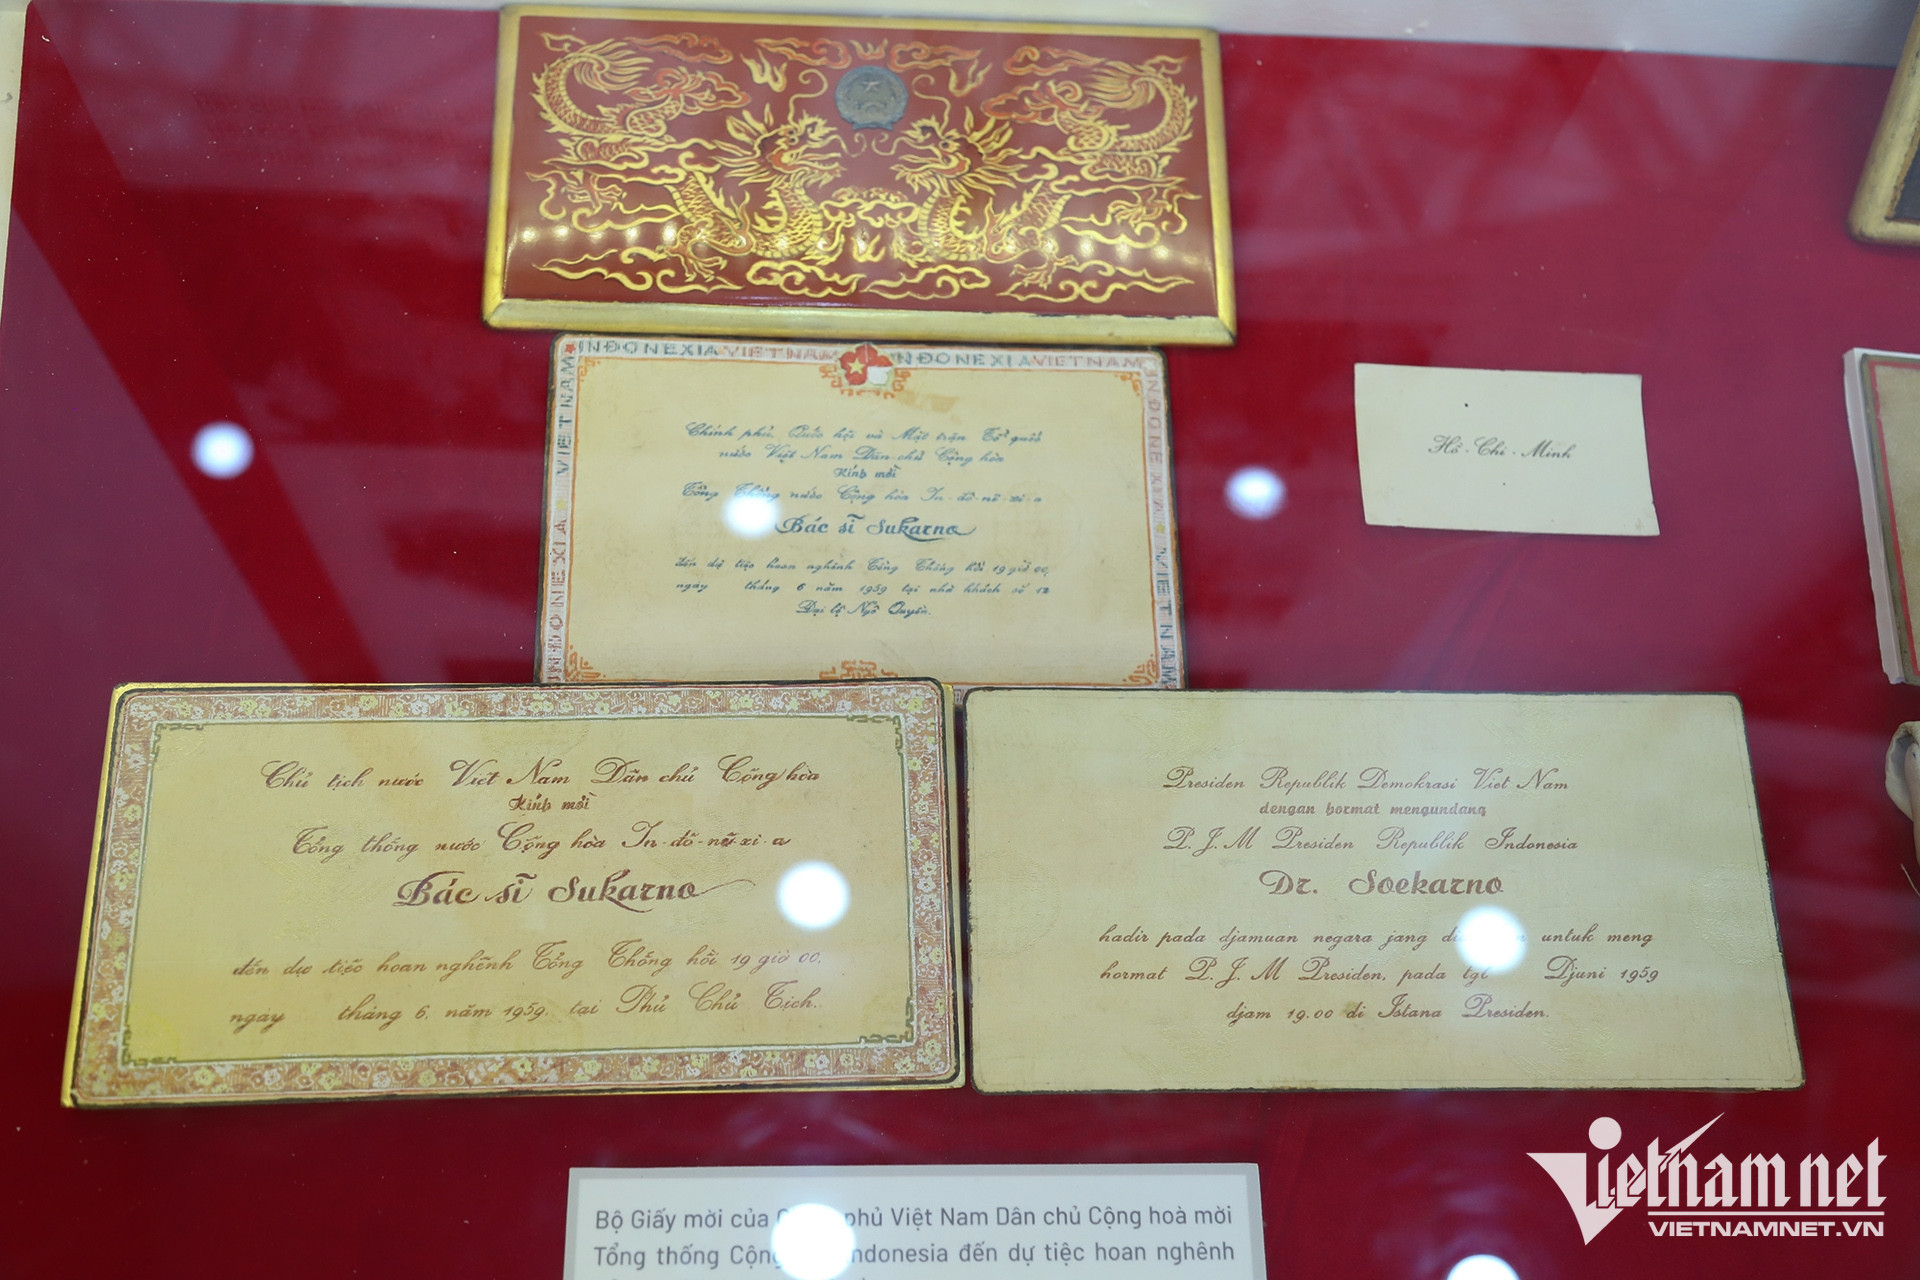 INDONEXIA VIETNAM INDONEXIA VIETNAM
VIETNAM
INDONEXIA
INDONEXIA
VIETNAM
Chính phủ, Quốc hội và Mặt trận Tổ quốc
nước Việt Nam Dân chủ Cộng hòa
Kính mời
Tổng Thống nước Cộng hòa In-đô-nê-xi-a
Bác sĩ Sukarno
đến dự tiệc hoan nghênh Tổng Thống hồi 19 giờ 00,
ngày tháng 6 năm 1959 tại nhà khách số 12
Đại lộ Ngô Quyền.
Hồ-Chi-Minh
Chủ tịch nước Việt Nam Dân chủ Cộng hòa
Kính mời
Tổng thống nước Cộng hòa In-đô-nê-xi-a
Bác sĩ Sukarno
đến dự tiệc hoan nghênh Tổng Thống hồi 19 giờ 00,
ngày tháng 6 năm 1959, tại Phủ Chủ Tịch.
Presiden Republik Demokrasi Viet Nam
dengan hormat mengundang
P.J.M Presiden Republik Indonesia
Dr. Soekarno
hadir pada djamuan negara jang untuk meng
hormat P.J.M Presiden, pada tgl Djuni 1959
djam 19.00 di Istana Presiden.
Bộ Giấy mời của phủ Việt Nam Dân chủ Cộng hoà mời
Tổng thống Cộng Indonesia đến dự tiệc hoan nghênh
Vietnamnet
VIETNAMNET.VN